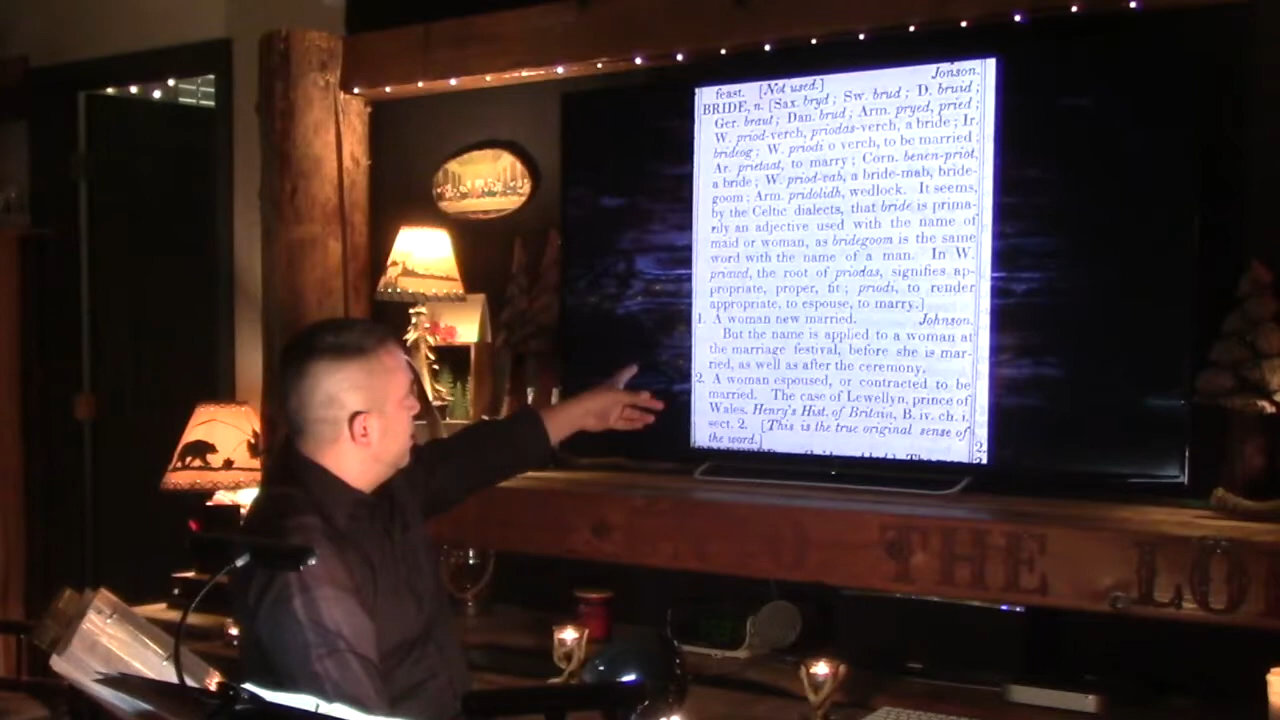 Jonson.
feast. [Not used.]
BRIDE, n. [Sax. bryd; Sw. brud; D. bruid;
Ger. braut; Dan. brud; Arm. pryed, pried;
W. priod-verch, priodas-verch, a bride; Ir.
brideog; W. priodi o verch, to be married;
Ar. prietaat, to marry; Corn. benen-priot,
a bride; W. priod-vab, a bride-mab, bride-
goom; Arm. pridolidh, wedlock. It seems,
by the Celtic dialects, that bride is prima-
rily an adjective used with the name of
maid or woman, as bridegoom is the same
word with the name of a man. In W.
priawd, the root of priodas, signifies ap-
propriate, proper, fit; priodi, to render
appropriate, to espouse, to marry.]
1. A woman new married. Johnson.
But the name is applied to a woman at
the marriage festival, before she is mar-
ried, as well as after the ceremony.
2. A woman espoused, or contracted to be
married. The case of Lewellyn, prince of
Wales. Henry's Hist. of Britain, B. iv. ch. i.
sect. 2. [This is the true original sense of
the word.]
THE LO